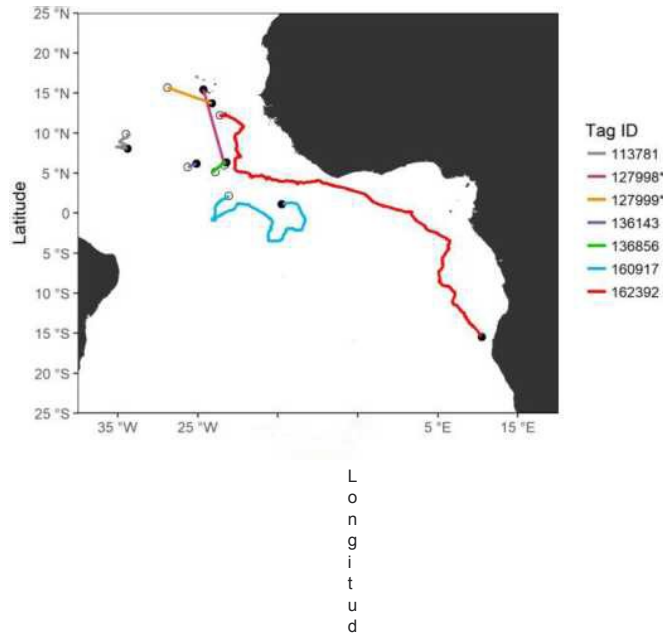 25 °N
20 °N
15 °N
10 °N
5 °N
0
5 °S
10 °S
15 °S
20 °S
25 °S
Latitude
35 °W
25 °W
5 °E
15 °E
Tag ID
113781
127998*
127999*
136143
136856
160917
162392
L
o
n
g
i
t
u
d